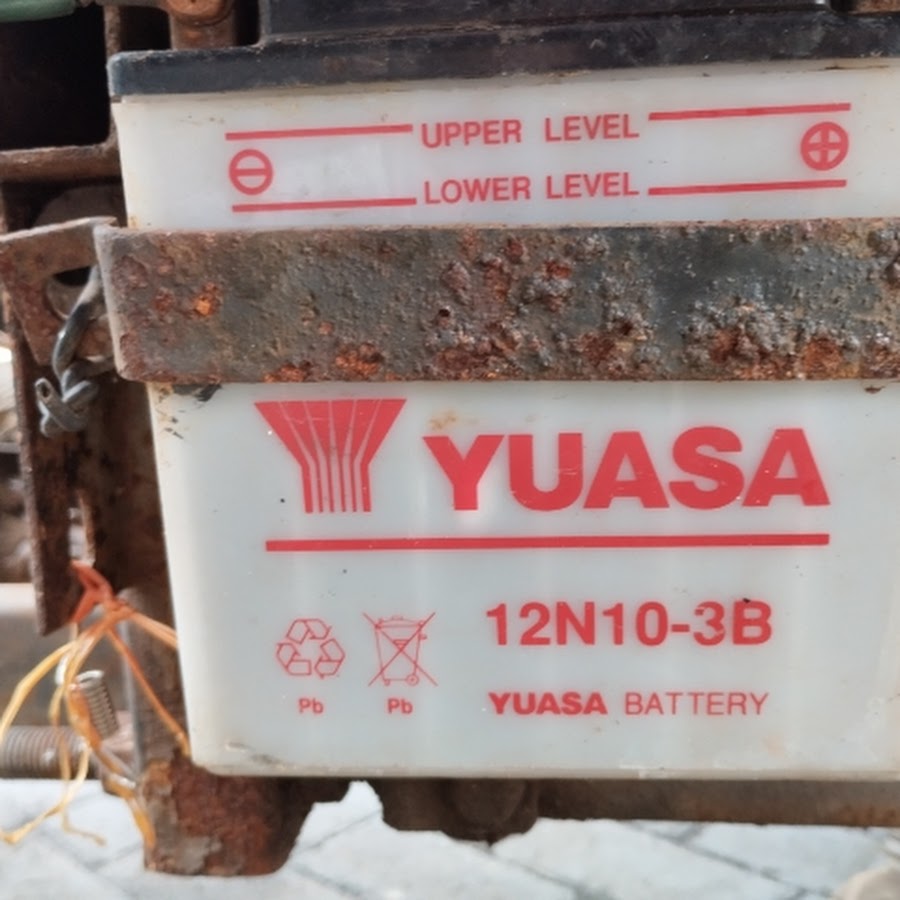 UPPER LEVEL
LOWER LEVEL
YUASA
12N10-3B
Pb Pb
YUASA BATTERY